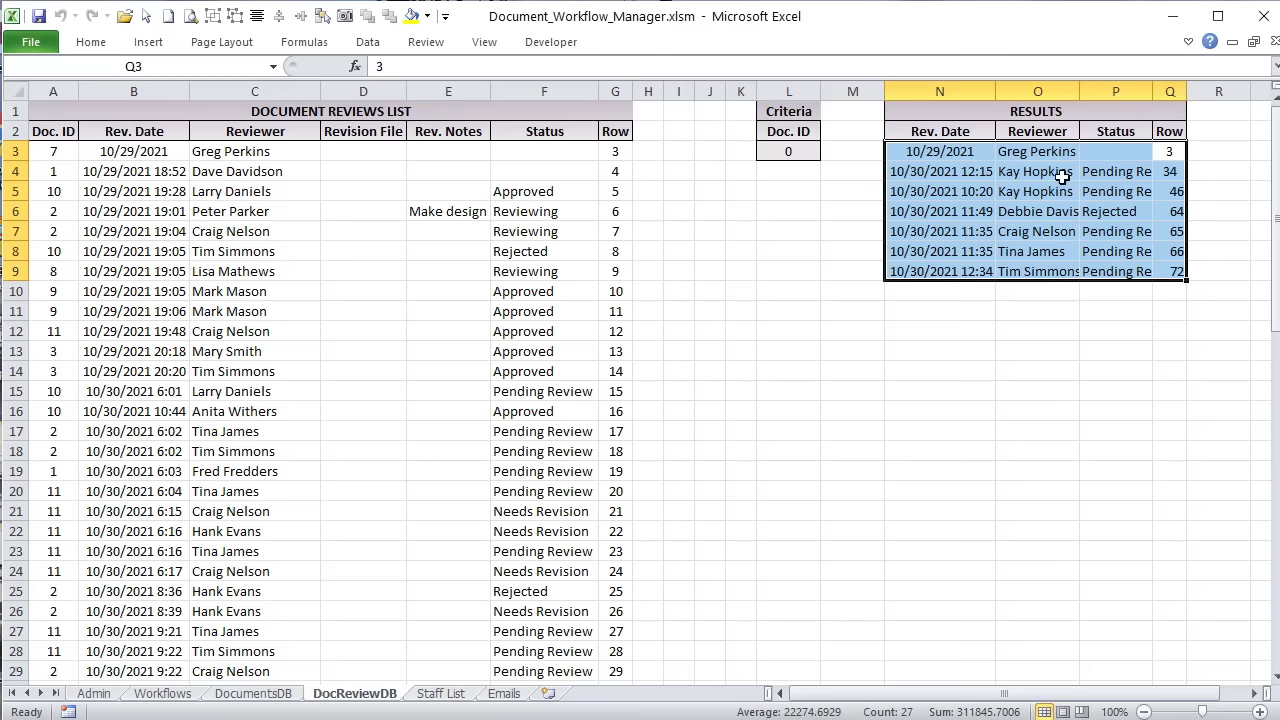 Document_Workflow_Manager.xlsm - Microsoft Excel
File Home Insert Page Layout Formulas Data Review View Developer
Q3 fx 3
A B C D E F G H I J K L M N O P Q R
1 DOCUMENT REVIEWS LIST Criteria RESULTS
2 Doc. ID Rev. Date Reviewer Revision File Rev. Notes Status Row Doc. ID Rev. Date Reviewer Status Row
3 7 10/29/2021 Greg Perkins 3 0 10/29/2021 Greg Perkins 3
4 1 10/29/2021 18:52 Dave Davidson 4 10/30/2021 12:15 Kay Hopkins Pending Re 34
5 10 10/29/2021 19:28 Larry Daniels Approved 5 10/30/2021 10:20 Kay Hopkins Pending Re 46
6 2 10/29/2021 19:01 Peter Parker Make design Reviewing 6 10/30/2021 11:49 Debbie Davis Rejected 64
7 2 10/29/2021 19:04 Craig Nelson Reviewing 7 10/30/2021 11:35 Craig Nelson Pending Re 65
8 10 10/29/2021 19:05 Tim Simmons Rejected 8 10/30/2021 11:35 Tina James Pending Re 66
9 8 10/29/2021 19:05 Lisa Mathews Reviewing 9 10/30/2021 12:34 Tim Simmons Pending Re 72
10 9 10/29/2021 19:05 Mark Mason Approved 10
11 9 10/29/2021 19:06 Mark Mason Approved 11
12 11 10/29/2021 19:48 Craig Nelson Approved 12
13 3 10/29/2021 20:18 Mary Smith Approved 13
14 3 10/29/2021 20:20 Tim Simmons Approved 14
15 10 10/30/2021 6:01 Larry Daniels Pending Review 15
16 10 10/30/2021 10:44 Anita Withers Approved 16
17 2 10/30/2021 6:02 Tina James Pending Review 17
18 2 10/30/2021 6:02 Tim Simmons Pending Review 18
19 1 10/30/2021 6:03 Fred Fredders Pending Review 19
20 11 10/30/2021 6:04 Tina James Pending Review 20
21 11 10/30/2021 6:15 Craig Nelson Needs Revision 21
22 11 10/30/2021 6:16 Hank Evans Needs Revision 22
23 11 10/30/2021 6:16 Tina James Pending Review 23
24 11 10/30/2021 6:17 Craig Nelson Needs Revision 24
25 2 10/30/2021 8:36 Hank Evans Rejected 25
26 2 10/30/2021 8:39 Hank Evans Needs Revision 26
27 11 10/30/2021 9:21 Tina James Pending Review 27
28 11 10/30/2021 9:22 Tim Simmons Pending Review 28
29 2 10/30/2021 9:22 Craig Nelson Pending Review 29
Admin Workflows DocumentsDB DocReviewDB Staff List Emails
Ready Average: 22274.6929 Count: 27 Sum: 311845.7006 100%